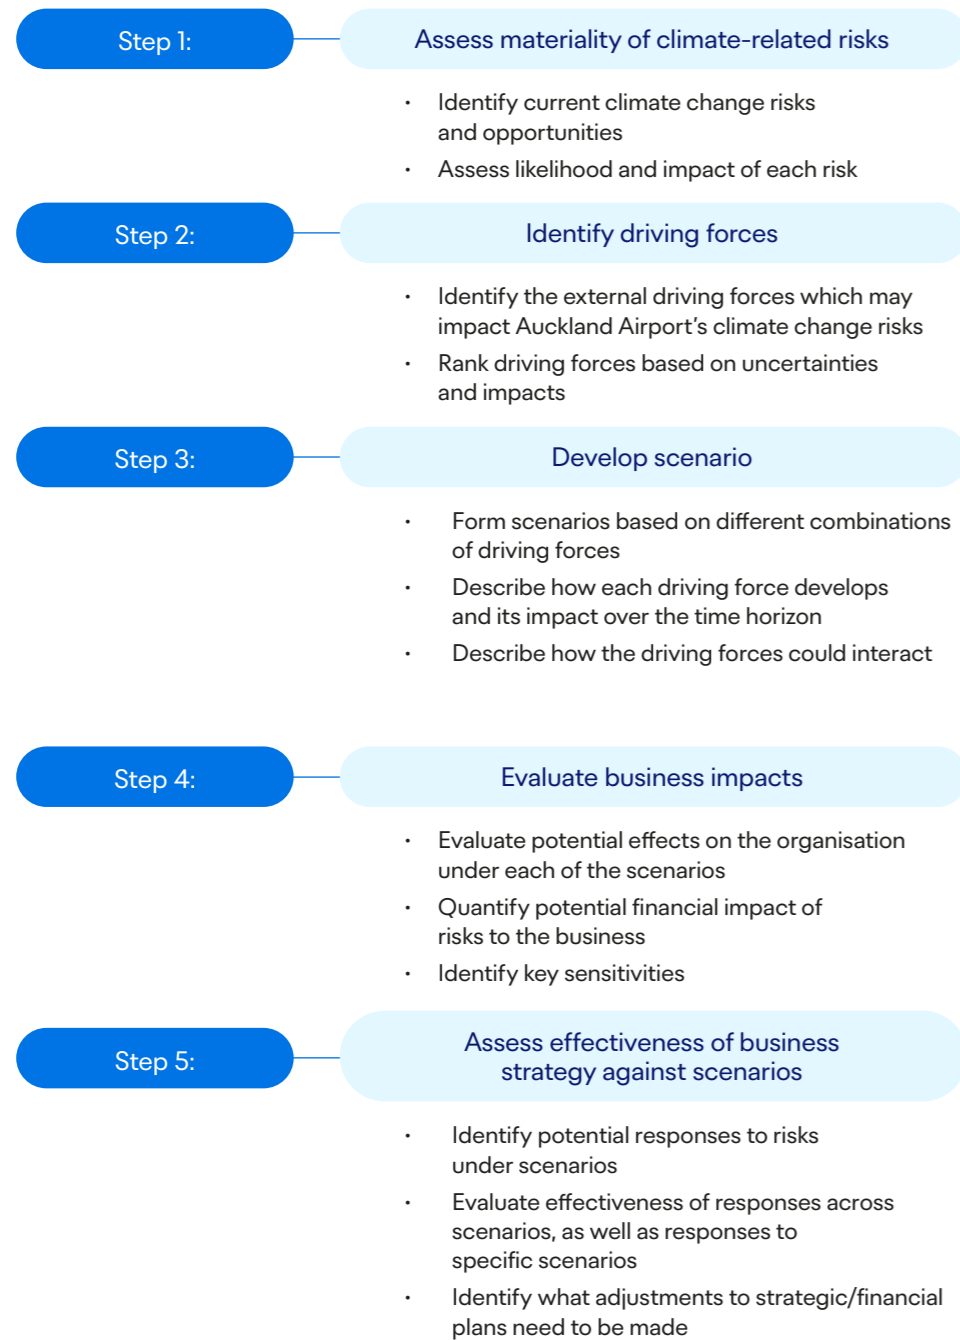 Step 1:
Assess materiality of climate-related risks
• Identify current climate change risks
and opportunities
• Assess likelihood and impact of each risk
Step 2:
Identify driving forces
• Identify the external driving forces which may
impact Auckland Airport's climate change risks
• Rank driving forces based on uncertainties
and impacts
Step 3:
Develop scenario
• Form scenarios based on different combinations
of driving forces
• Describe how each driving force develops
and its impact over the time horizon
• Describe how the driving forces could interact
Step 4:
Evaluate business impacts
• Evaluate potential effects on the organisation
under each of the scenarios
• Quantify potential financial impact of
risks to the business
• Identify key sensitivities
Step 5:
Assess effectiveness of business
strategy against scenarios
• Identify potential responses to risks
under scenarios
• Evaluate effectiveness of responses across
scenarios, as well as responses to
specific scenarios
• Identify what adjustments to strategic/financial
plans need to be made